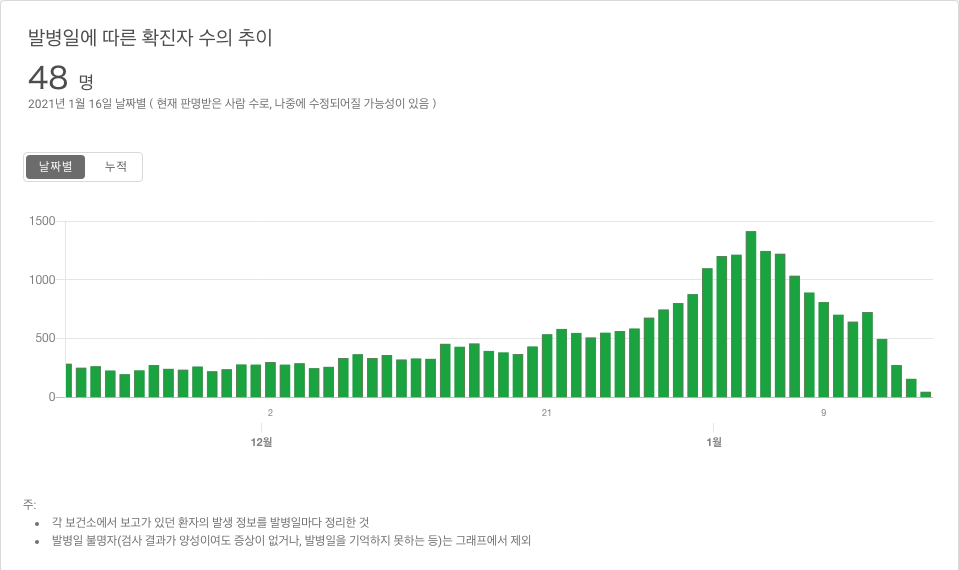 발병일에 따른 확진자 수의 추이
48 명
2021년 1월 16일 날짜별 ( 현재 판명받은 사람 수로, 나중에 수정되어질 가능성이 있음 )
날짜별 누적
1500
1000
500
0
2 21 9
12월 1월
주:
• 각 보건소에서 보고가 있던 환자의 발생 정보를 발병일마다 정리한 것
• 발병일 불명자(검사 결과가 양성이여도 증상이 없거나, 발병일을 기억하지 못하는 등)는 그래프에서 제외